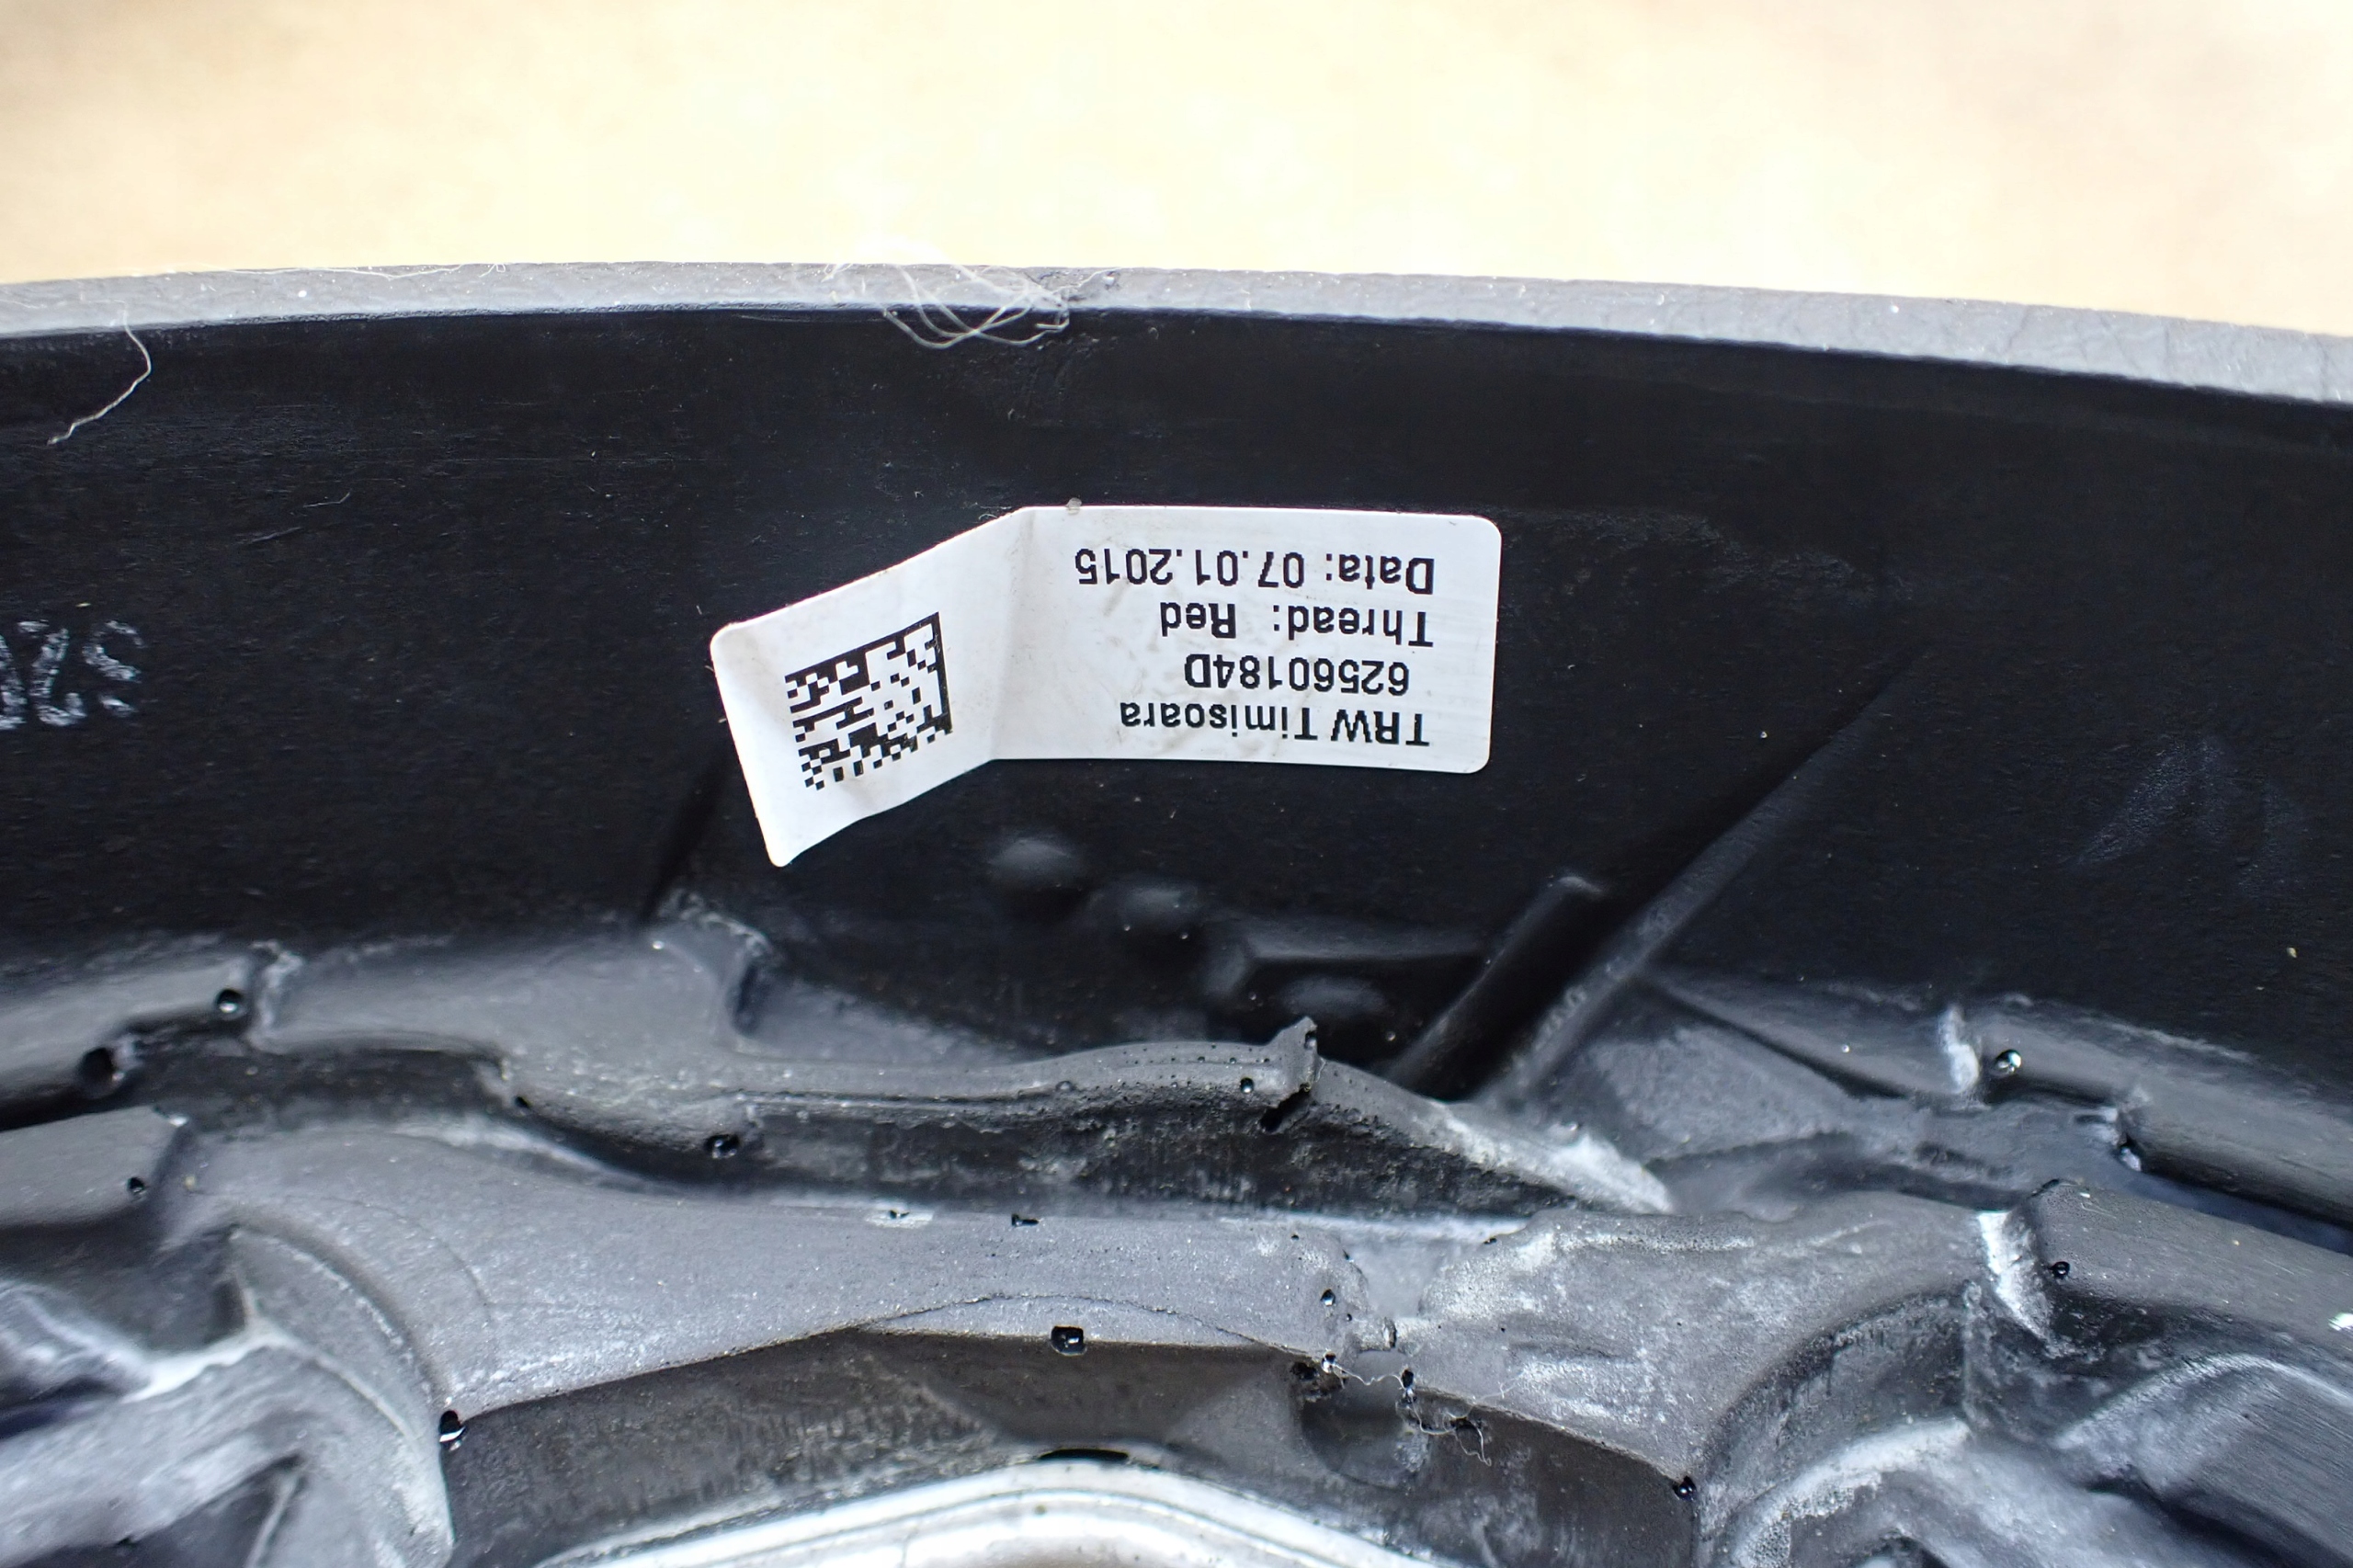 TRW Timisoara
62560184D
Thread: Red
Data: 07.01.2015